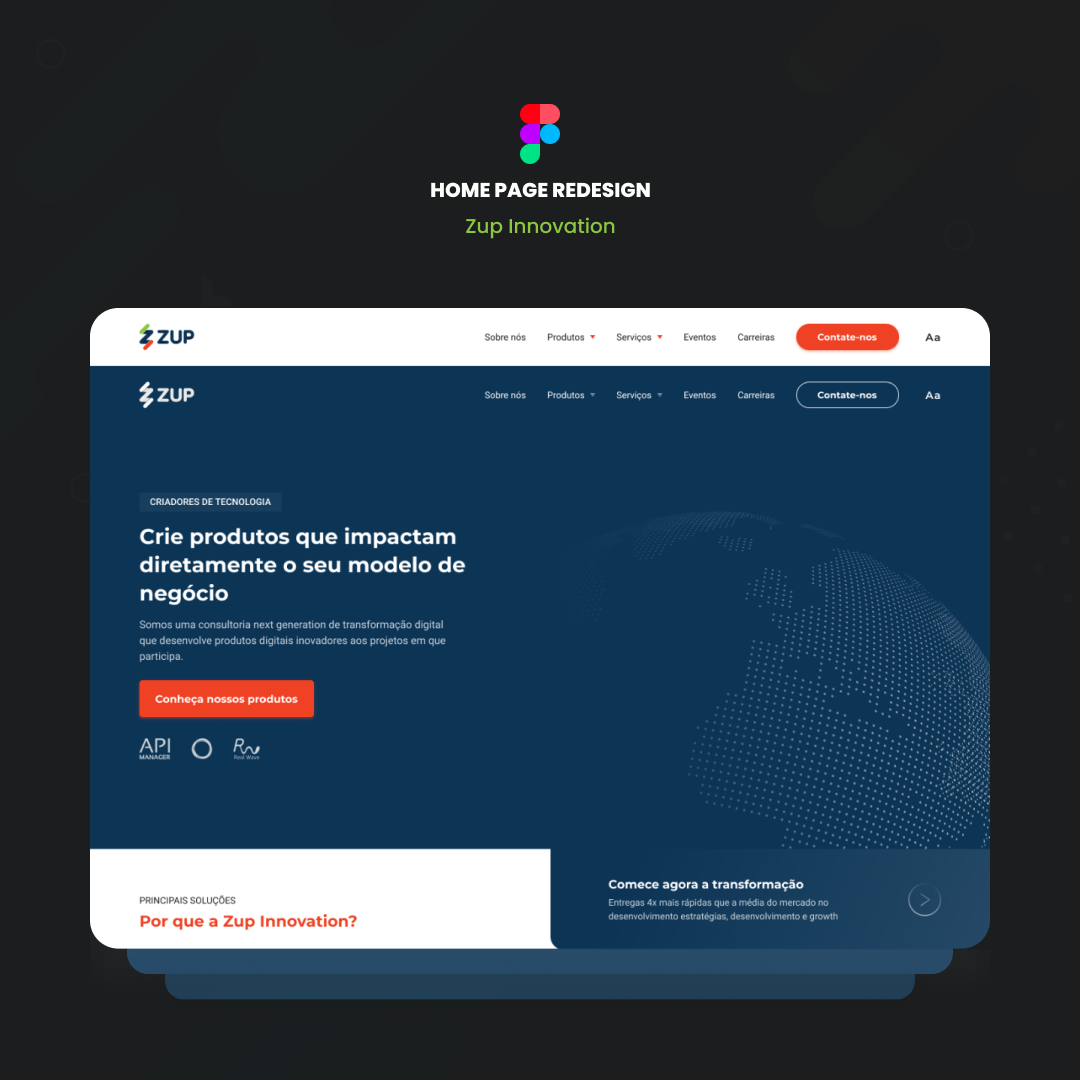 HOME PAGE REDESIGN
Zup Innovation
ZUP Sobre nós Produtos Serviços Eventos Carreiras Contate-nos Aa
ZUP Sobre nós Produtos Serviços Eventos Carreiras Contate-nos Aa
CRIADORES DE TECNOLOGIA
Crie produtos que impactam
diretamente o seu modelo de
negócio
Somos uma consultoria next generation de transformação digital
que desenvolve produtos digitais inovadores aos projetos em que
participa.
Conheça nossos produtos
API
MANAGER
Real Wave
PRINCIPAIS SOLUÇÕES
Por que a Zup Innovation?
Comece agora a transformação
Entregas 4x mais rápidas que a média do mercado no
desenvolvimento estratégias, desenvolvimento e growth